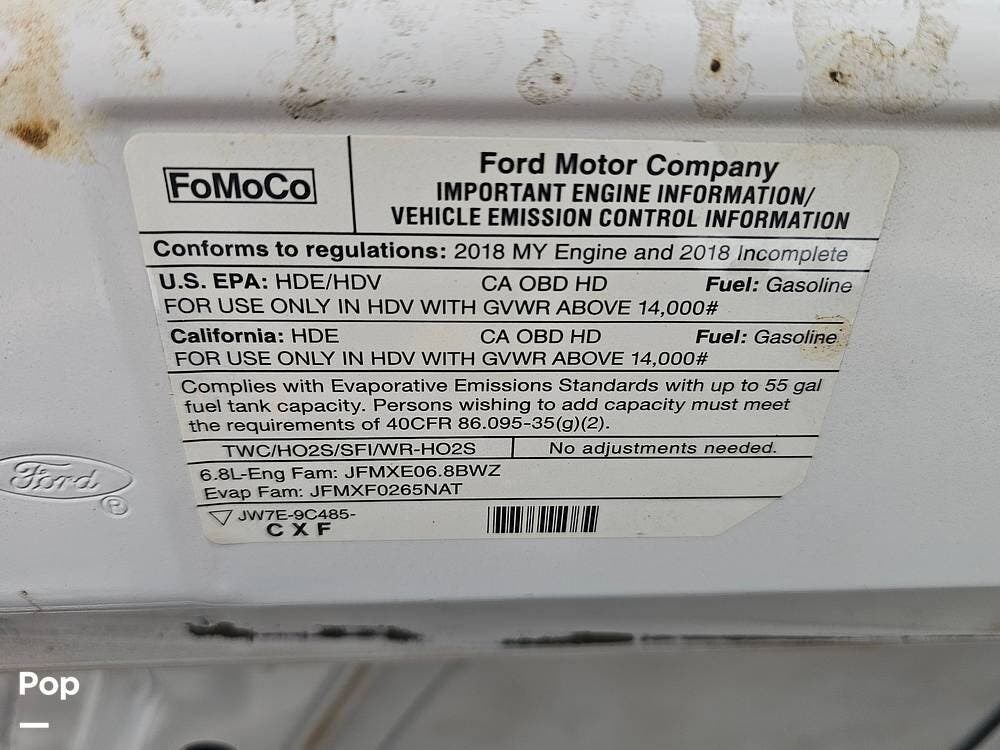 FoMoCo
Ford Motor Company
IMPORTANT ENGINE INFORMATION/
VEHICLE EMISSION CONTROL INFORMATION
Conforms to regulations: 2018 MY Engine and 2018 Incomplete
U.S. EPA: HDE/HDV CA OBD HD Fuel: Gasoline
FOR USE ONLY IN HDV WITH GVWR ABOVE 14,000#
California: HDE CA OBD HD Fuel: Gasoline
FOR USE ONLY IN HDV WITH GVWR ABOVE 14,000#
Complies with Evaporative Emissions Standards with up to 55 gal
fuel tank capacity. Persons wishing to add capacity must meet
the requirements of 40CFR 86.095-35(g)(2).
TWC/HO2S/SFI/WR-HO2S No adjustments needed.
6.8L-Eng Fam: JFMXE06.8BWZ
Evap Fam: JFMXF0265NAT
JW7E-9C485-
C X F
Ford
®
Pop